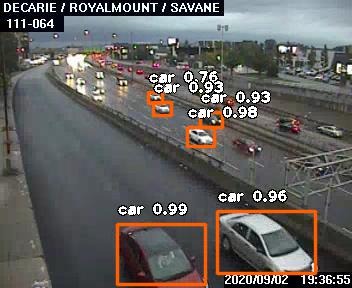 DECARIE / ROYALMOUNT / SAVANE
111-064
car 0.76
car 0.93
car 0.93
car 0.98
car 0.99
car 0.96
2020/09/02 19:36:55